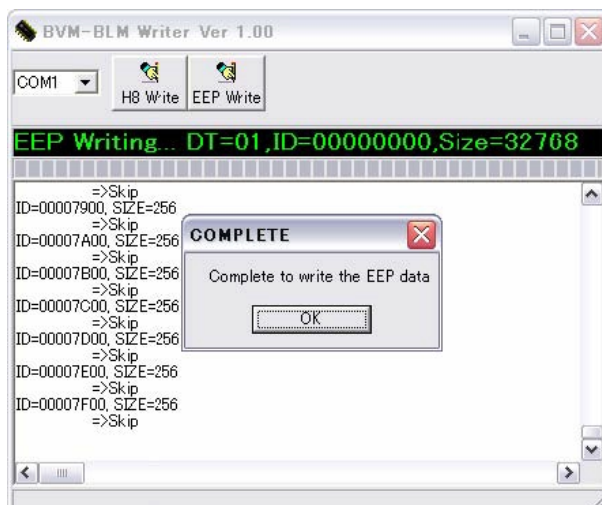 BVM-BLM Writer Ver 1.00
COM1
H8 Write
EEP Write
EEP Writing... DT=01,ID=00000000,Size=32768
=>Skip
ID=00007900, SIZE=256
=>Skip
ID=00007A00, SIZE=256
=>Skip
ID=00007B00, SIZE=256
=>Skip
ID=00007C00, SIZE=256
=>Skip
ID=00007D00, SIZE=256
=>Skip
ID=00007E00, SIZE=256
=>Skip
ID=00007F00, SIZE=256
=>Skip
COMPLETE
Complete to write the EEP data
OK